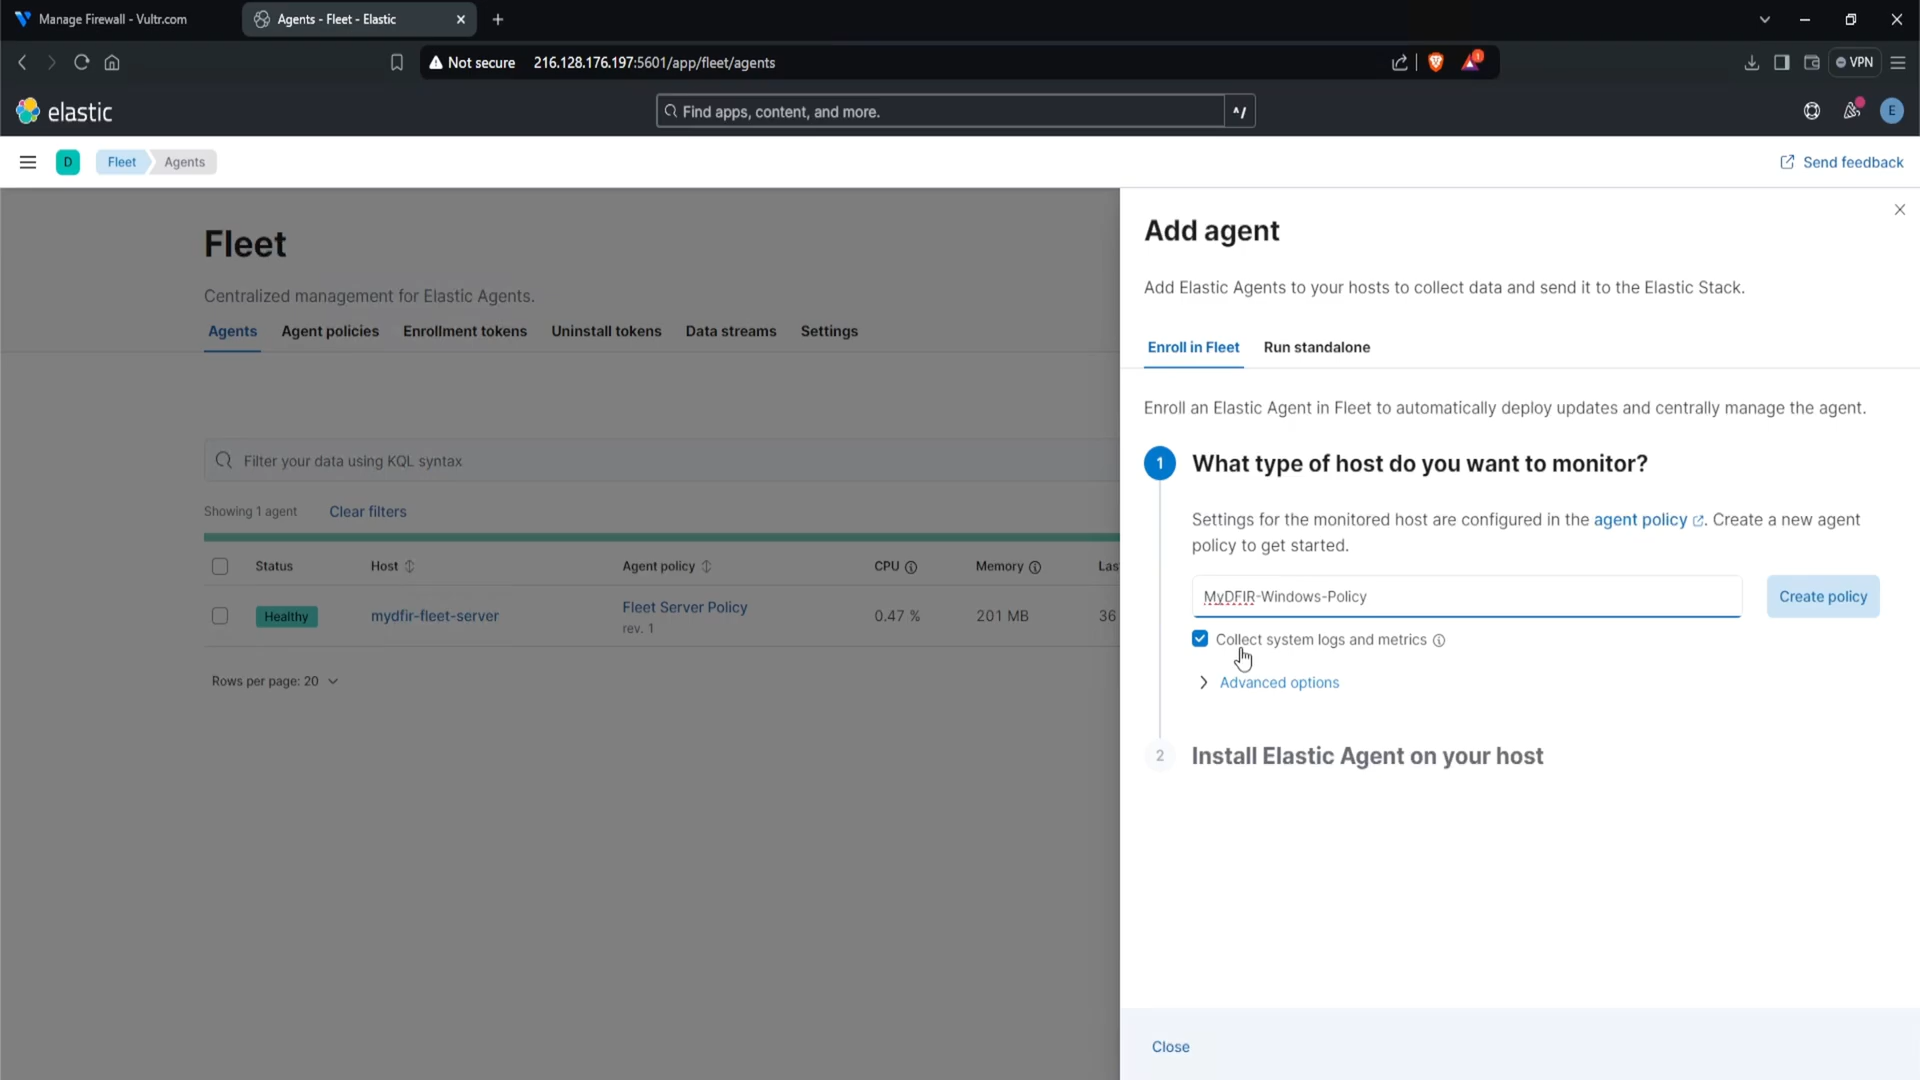 Manage Firewall - Vultr.com
Agents - Fleet - Elastic
Not secure
216.128.176.197:5601/app/fleet/agents
1
VPN
elastic
Find apps, content, and more.
^/
E
D
Fleet
Agents
Send feedback
Fleet
Centralized management for Elastic Agents.
Agents
Agent policies
Enrollment tokens
Uninstall tokens
Data streams
Settings
Filter your data using KQL syntax
Showing 1 agent
Clear filters
Status
Host
Agent policy
CPU
Memory
Las
Healthy
mydfir-fleet-server
Fleet Server Policy
rev. 1
0.47 %
201 MB
36
Rows per page: 20
Add agent
Add Elastic Agents to your hosts to collect data and send it to the Elastic Stack.
Enroll in Fleet
Run standalone
Enroll an Elastic Agent in Fleet to automatically deploy updates and centrally manage the agent.
1
What type of host do you want to monitor?
Settings for the monitored host are configured in the agent policy. Create a new agent
policy to get started.
MyDFIR-Windows-Policy
Create policy
Collect system logs and metrics
Advanced options
2
Install Elastic Agent on your host
Close